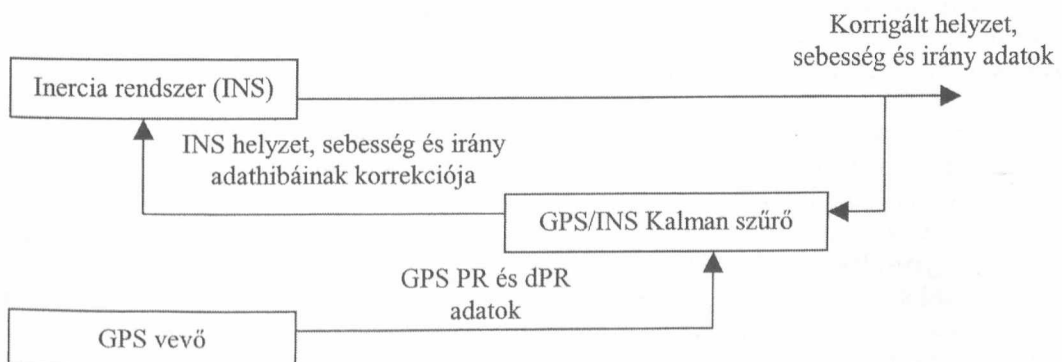 Korrigált helyzet,
sebesség és irány adatok
Inercia rendszer (INS)
INS helyzet, sebesség és irány
adathibáinak korrekciója
GPS/INS Kalman szűrő
GPS PR és dPR
adatok
GPS vevő